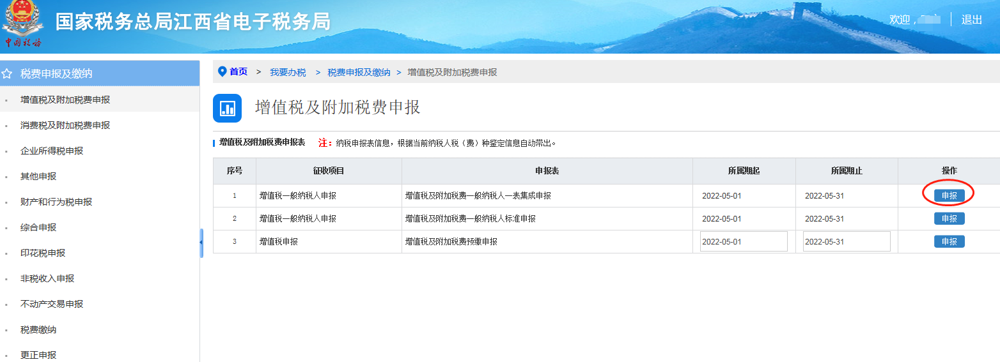 国家税务总局江西省电子税务局
欢迎,
退出
中国税务
税费申报及缴纳
增值税及附加税费申报
消费税及附加税费申报
企业所得税申报
其他申报
财产和行为税申报
综合申报
印花税申报
非税收入申报
不动产交易申报
税费缴纳
更正申报
首页 > 我要办税 > 税费申报及缴纳 > 增值税及附加税费申报
增值税及附加税费申报
增值税及附加税费申报表 注：纳税申报表信息，根据当前纳税人税（费）种鉴定信息自动带出。
序号 征收项目 申报表 所属期起 所属期止 操作
1 增值税一般纳税人申报 增值税及附加税费一般纳税人一表集成申报 2022-05-01 2022-05-31 申报
2 增值税一般纳税人申报 增值税及附加税费一般纳税人标准申报 2022-05-01 2022-05-31 申报
3 增值税申报 增值税及附加税费预缴申报 2022-05-01 2022-05-31 申报